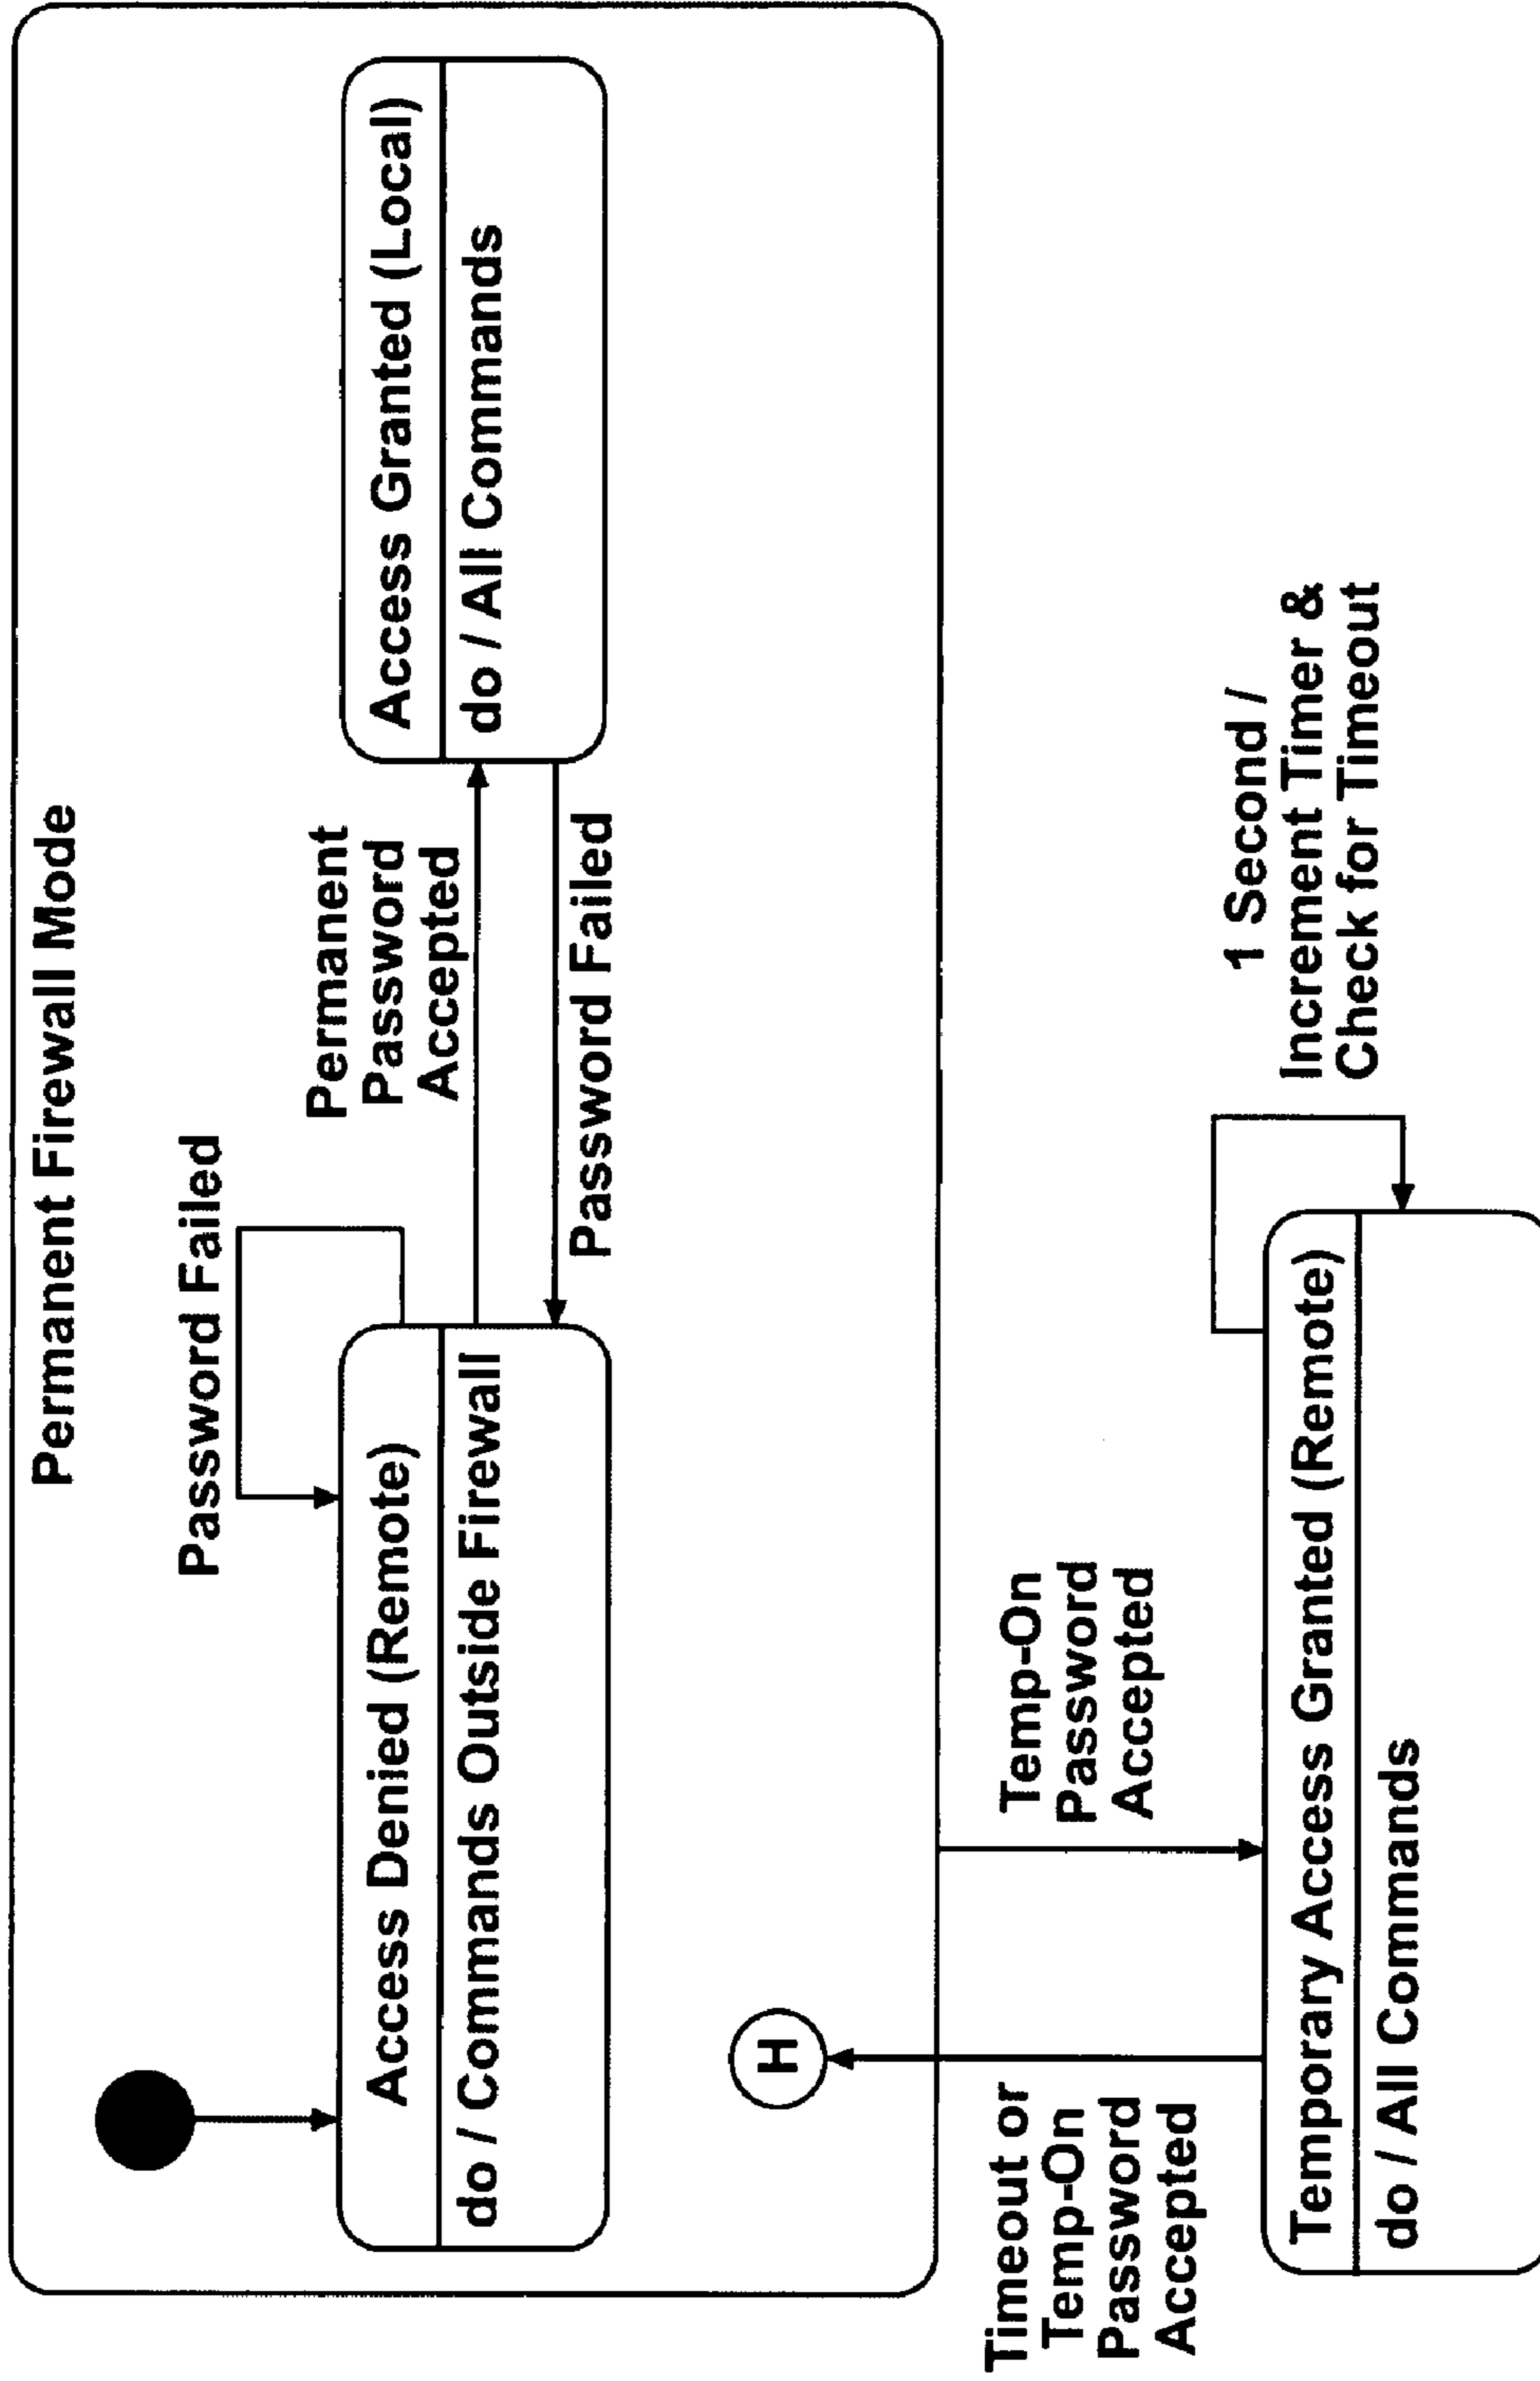 Permanent Firewall Mode
Password Failed
Permanent
Password
Accepted
Access Denied (Remote)
do / Commands Outside Firewall
Access Granted (Local)
do / All Commands
Password Failed
H
Timeout or
Temp-On
Password
Accepted
Temp-On
Password
Accepted
1 Second /
Increment Timer &
Check for Timeout
Temporary Access Granted (Remote)
do / All Commands